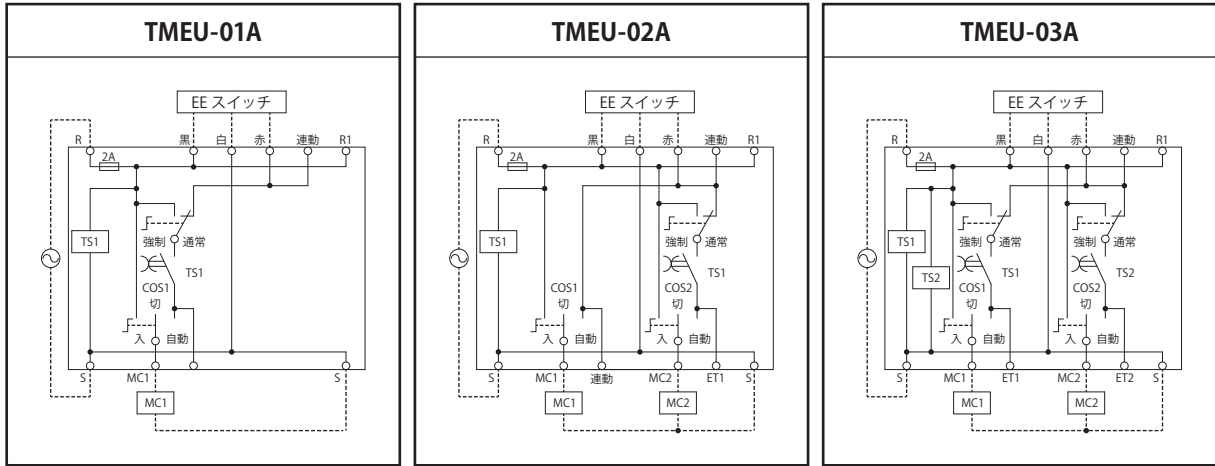 TMEU-01A
EE スイッチ
R 黒 白 赤 連動 R1
2A
TS1
強制 通常
TS1
COS1
切
入 自動
S MC1 S
MC1
TMEU-02A
EE スイッチ
R 黒 白 赤 連動 R1
2A
TS1
強制 通常
TS1
COS1 COS2
切 切
入 自動 入 自動
S MC1 連動 MC2 ET1 S
MC1 MC2
TMEU-03A
EE スイッチ
R 黒 白 赤 連動 R1
2A
TS1
TS2
強制 通常 強制 通常
TS1 TS2
COS1 COS2
切 切
入 自動 入 自動
S MC1 ET1 MC2 ET2 S
MC1 MC2